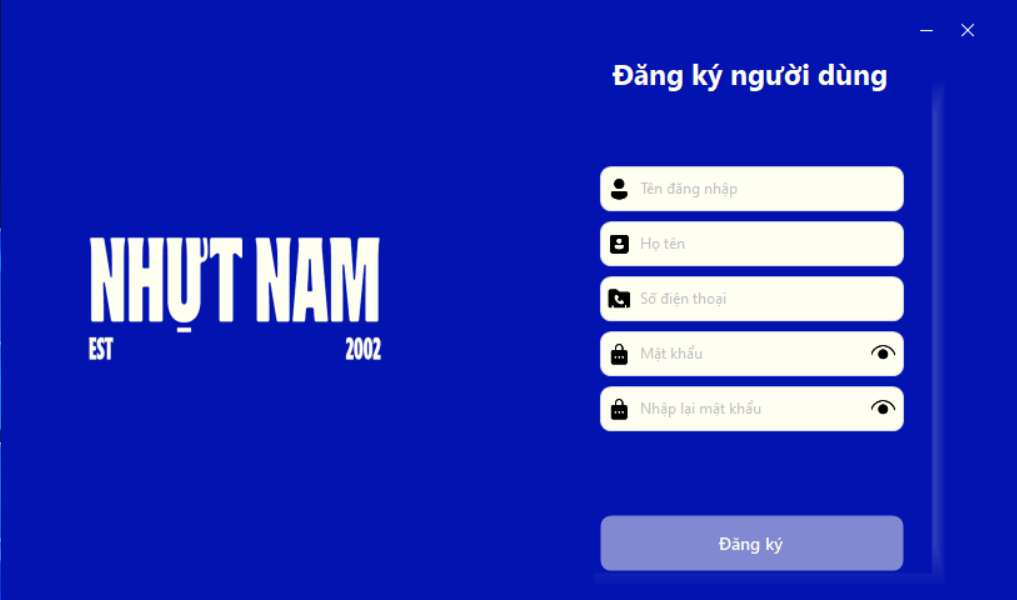 Đăng ký người dùng
Tên đăng nhập
Họ tên
Số điện thoại
Mật khẩu
Nhập lại mật khẩu
Đăng ký
NHỰT NAM
EST 2002